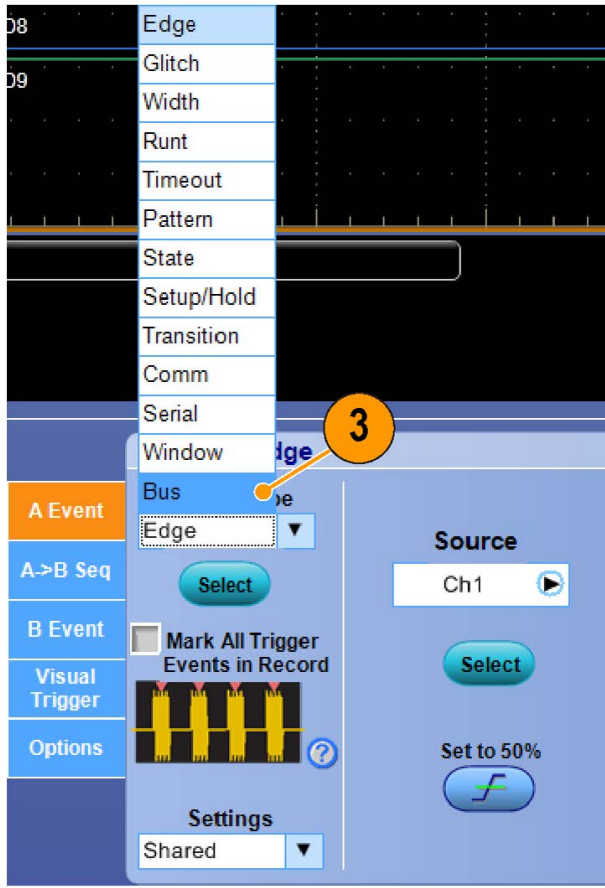 08
Edge
Glitch
09
Width
Runt
Timeout
Pattern
State
Setup/Hold
Transition
Comm
Serial
3
Window
dge
Bus
pe
A Event
Edge
Source
A->B Seq
Select
Ch1
B Event
Mark All Trigger
Events in Record
Select
Visual
Trigger
Options
?
Set to 50%
Settings
Shared